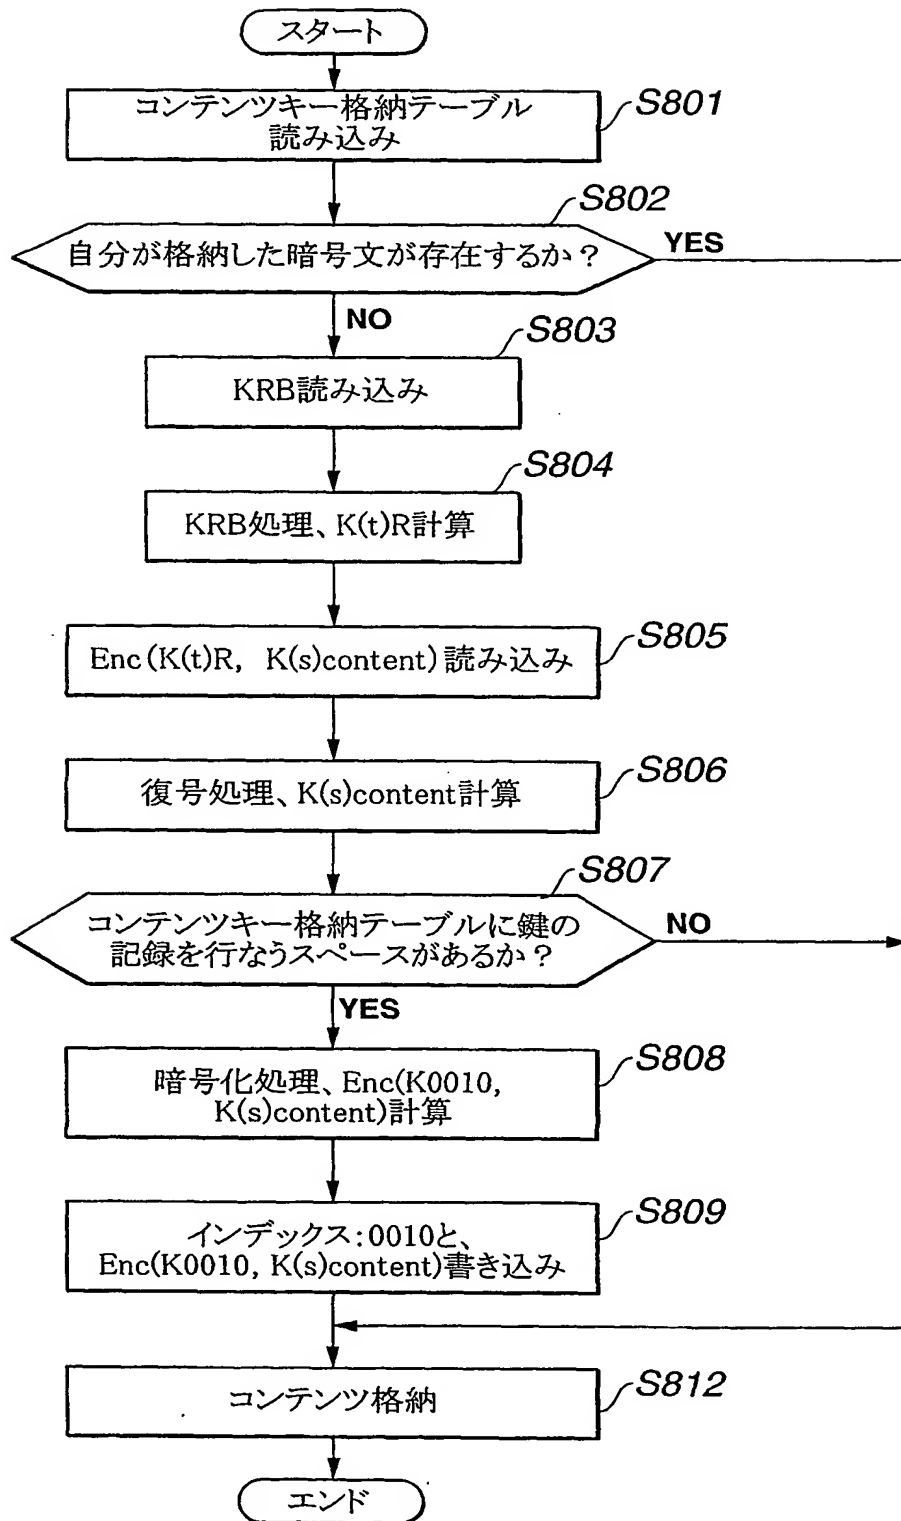 スタート
コンテンツキー格納テーブル
読み込み
S801
S802
自分が格納した暗号文が存在するか?
YES
NO
S803
KRB読み込み
S804
KRB処理、K(t)R計算
S805
Enc(K(t)R, K(s)content)読み込み
S806
復号処理、K(s)content計算
S807
コンテンツキー格納テーブルに鍵の
記録を行なうスペースがあるか?
NO
YES
S808
暗号化処理、Enc(K0010,
K(s)content)計算
S809
インデックス:0010と、
Enc(K0010, K(s)content)書き込み
S812
コンテンツ格納
エンド